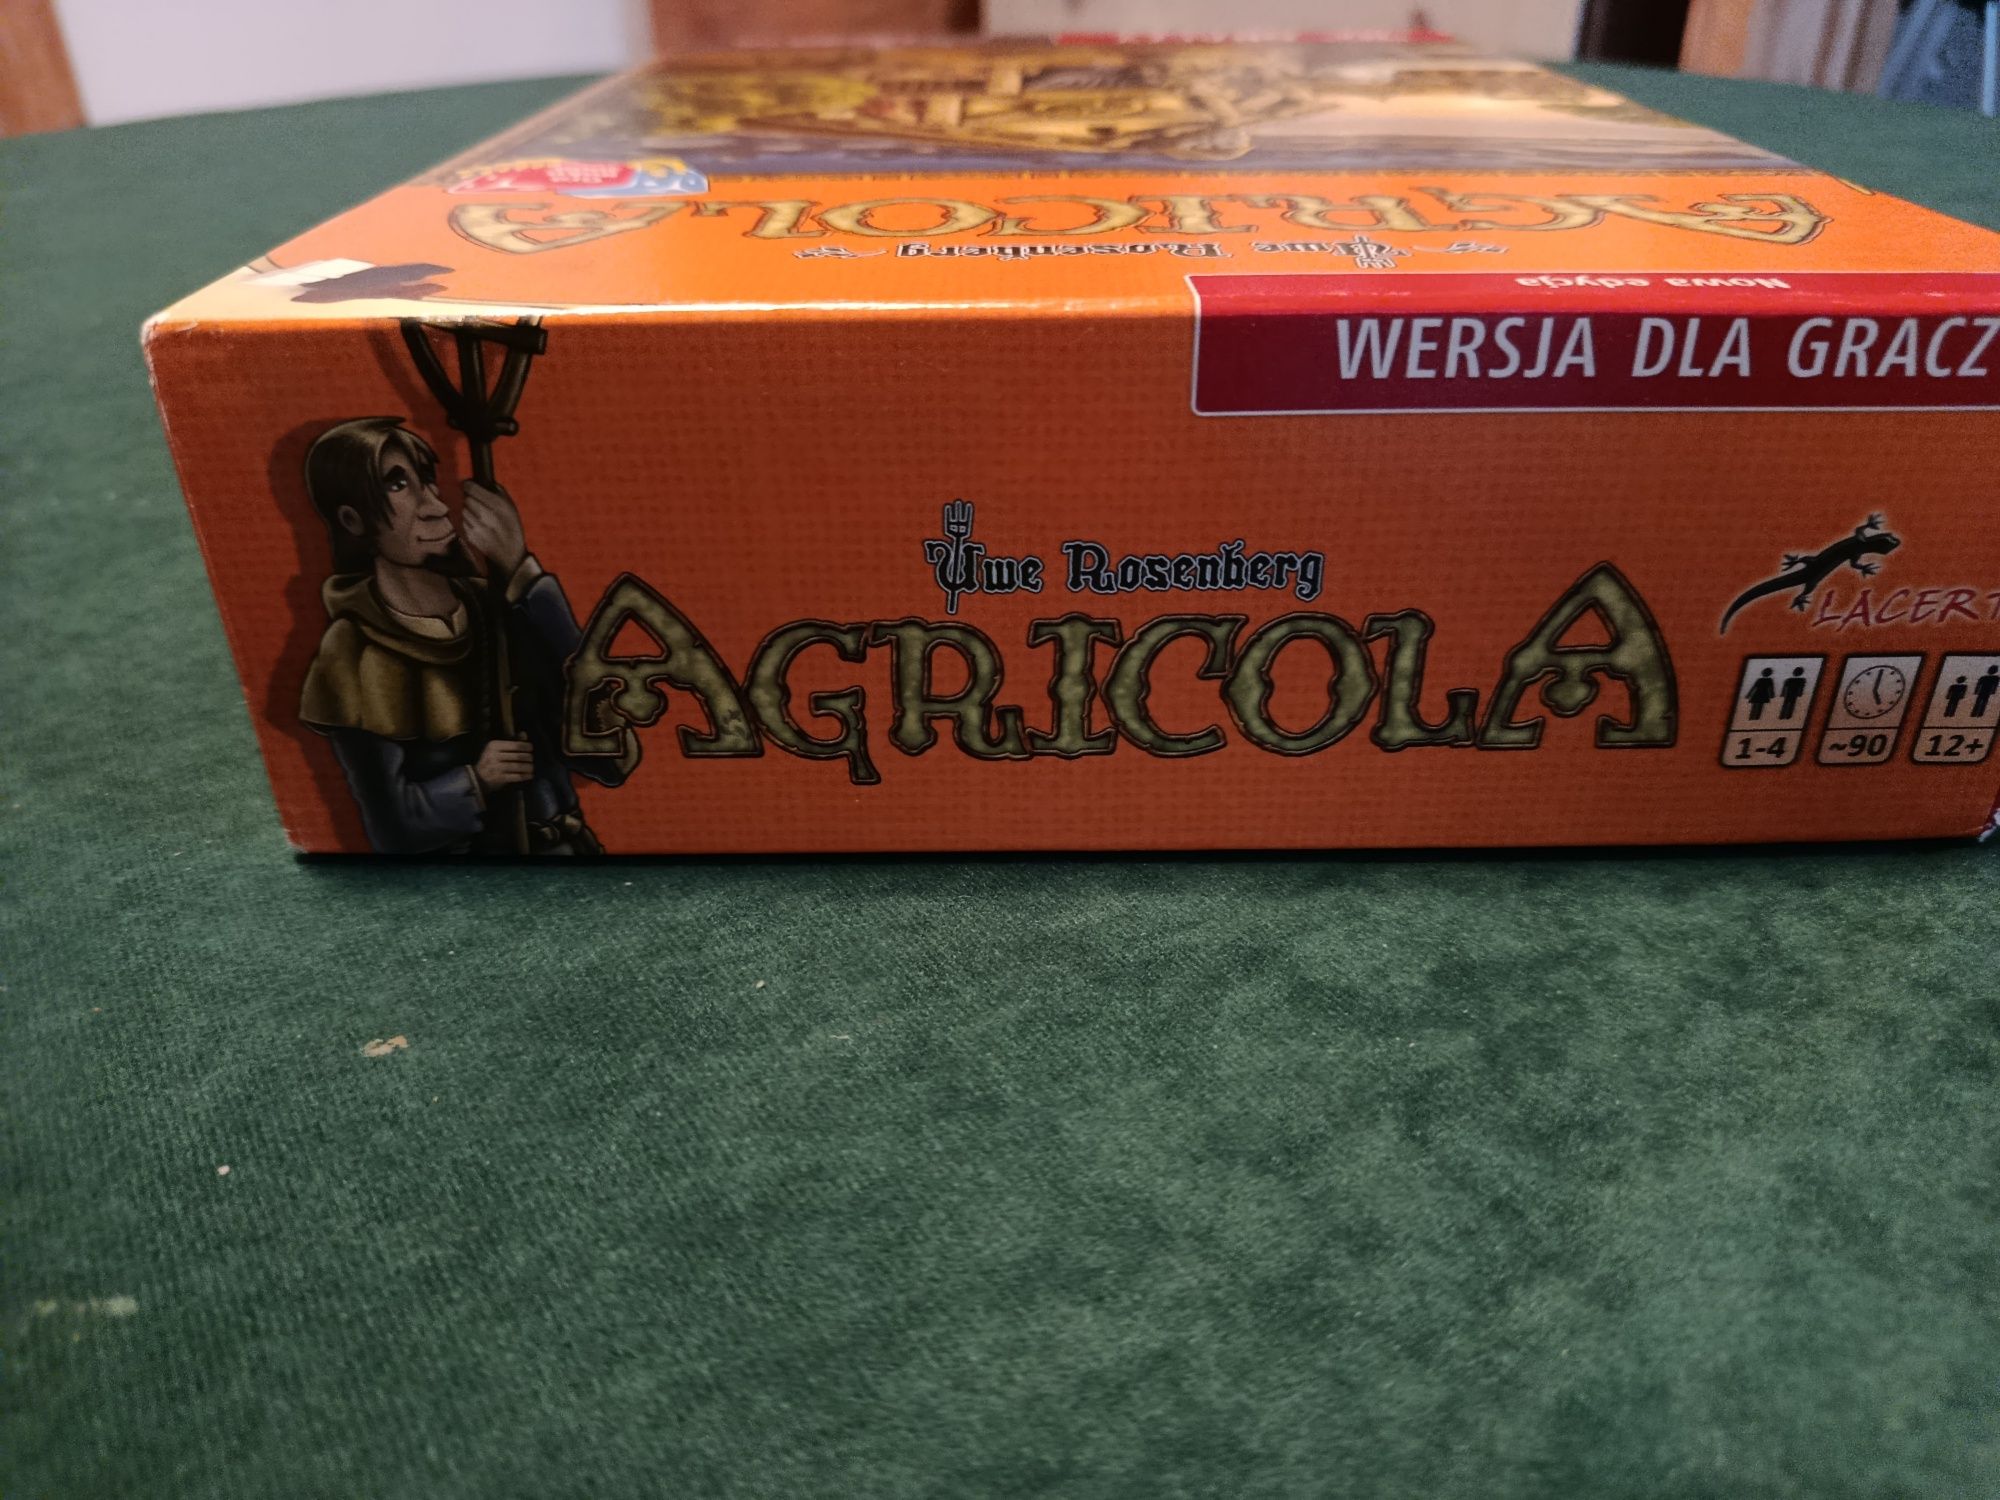 AGRICOLA
Uwe Rosenberg
Nowa edycja
WERSJA DLA GRACZ
Uwe Rosenberg
AGRICOLA
LACERT
1-4 ~90 12+